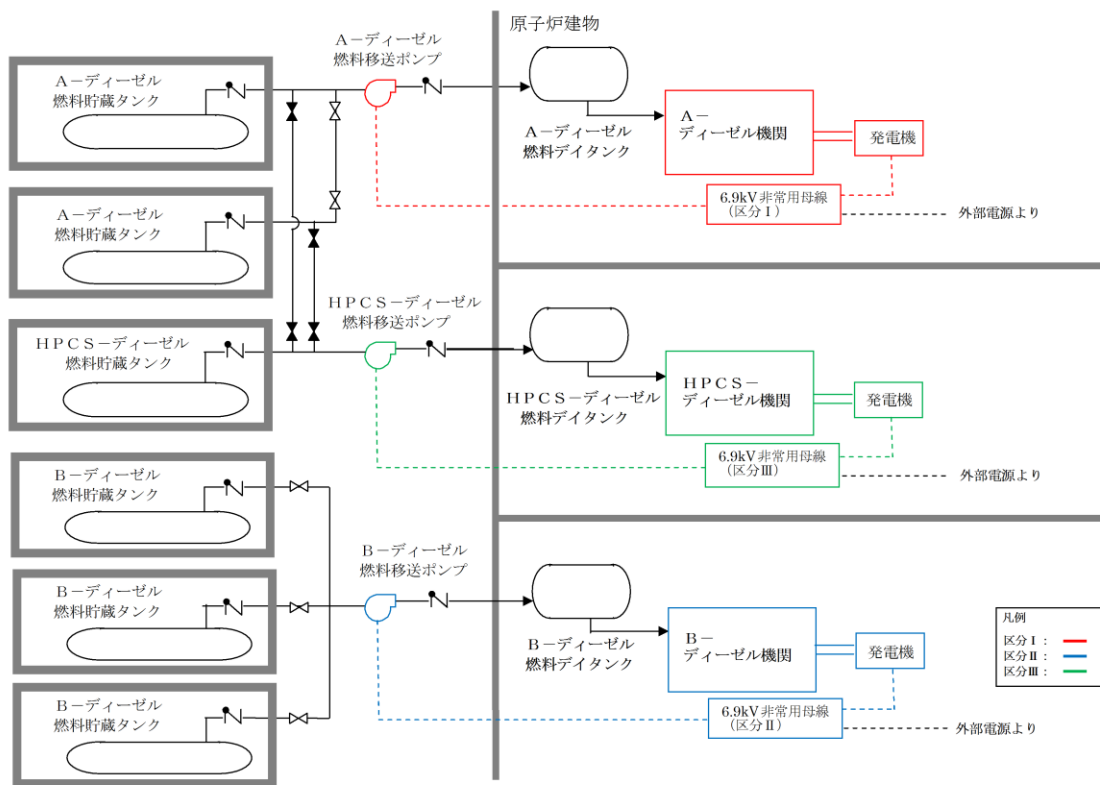 原子炉建物
A-ディーゼル
燃料移送ポンプ
A-ディーゼル
燃料貯蔵タンク
A-ディーゼル
燃料デイタンク
A-
ディーゼル機関
発電機
6.9kV非常用母線
(区分Ⅰ)
外部電源より
A-ディーゼル
燃料貯蔵タンク
HPCS-ディーゼル
燃料移送ポンプ
HPCS-ディーゼル
燃料貯蔵タンク
HPCS-ディーゼル
燃料デイタンク
HPCS-
ディーゼル機関
発電機
6.9kV非常用母線
(区分Ⅲ)
外部電源より
B-ディーゼル
燃料貯蔵タンク
B-ディーゼル
燃料移送ポンプ
B-ディーゼル
燃料貯蔵タンク
B-ディーゼル
燃料デイタンク
B-
ディーゼル機関
発電機
6.9kV非常用母線
(区分Ⅱ)
外部電源より
B-ディーゼル
燃料貯蔵タンク
凡例
区分Ⅰ:
区分Ⅱ:
区分Ⅲ: